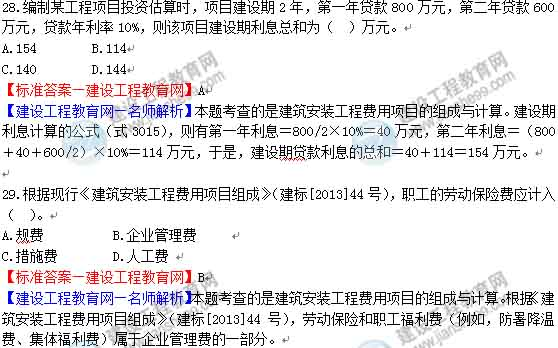 28.编制某工程项目投资估算时，项目建设期 2 年，第一年贷款 800 万元，第二年贷款 600
万元，贷款年利率 10%，则该项目建设期利息总和为（ ）万元。
A.154 B.114
C.140 D.144
【标准答案—建设工程教育网】A
【建设工程教育网—名师解析】本题考查的是建筑安装工程费用项目的组成与计算。建设期
利息计算的公式（式 3015），则有第一年利息＝800/2×10%＝40 万元，第二年利息＝（800
＋40＋600/2）×10%＝114 万元，于是，建设期贷款利息的总和＝40＋114＝154 万元。
29.根据现行《建筑安装工程费用项目组成》（建标[2013]44 号），职工的劳动保险费应计入
（ ）。
A.规费 B.企业管理费
C.措施费 D.人工费
【标准答案—建设工程教育网】B
【建设工程教育网—名师解析】本题考查的是建筑安装工程费用项目的组成与计算。根据《建
筑安装工程费用项目组成》（建标[2013]44 号），劳动保险和职工福利费（例如，防暑降温
费、集体福利费）属于企业管理费的一部分。